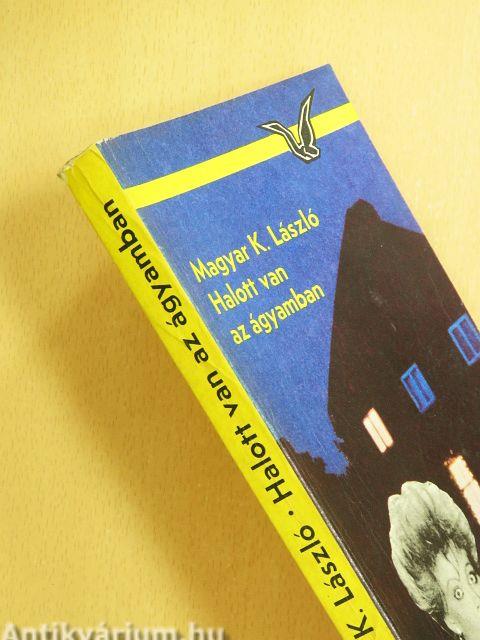 Magyar K. László
Halott van
az ágyamban
K. László · Halott van az ágyamban
Antikvárium.hu